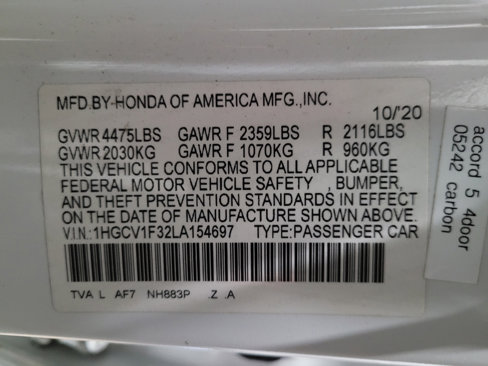 MFD.BY-HONDA OF AMERICA MFG.,INC.
10/'20
GVWR 4475LBS GAWR F 2359LBS R 2116LBS
GVWR 2030KG GAWR F 1070KG R 960KG
THIS VEHICLE CONFORMS TO ALL APPLICABLE
FEDERAL MOTOR VEHICLE SAFETY , BUMPER,
AND THEFT PREVENTION STANDARDS IN EFFECT
ON THE DATE OF MANUFACTURE SHOWN ABOVE.
V.I.N:1HGCV1F32LA154697 TYPE:PASSENGER CAR
TVA L AF7 NH883P .Z .A
accord 5 4door
05242 carbon